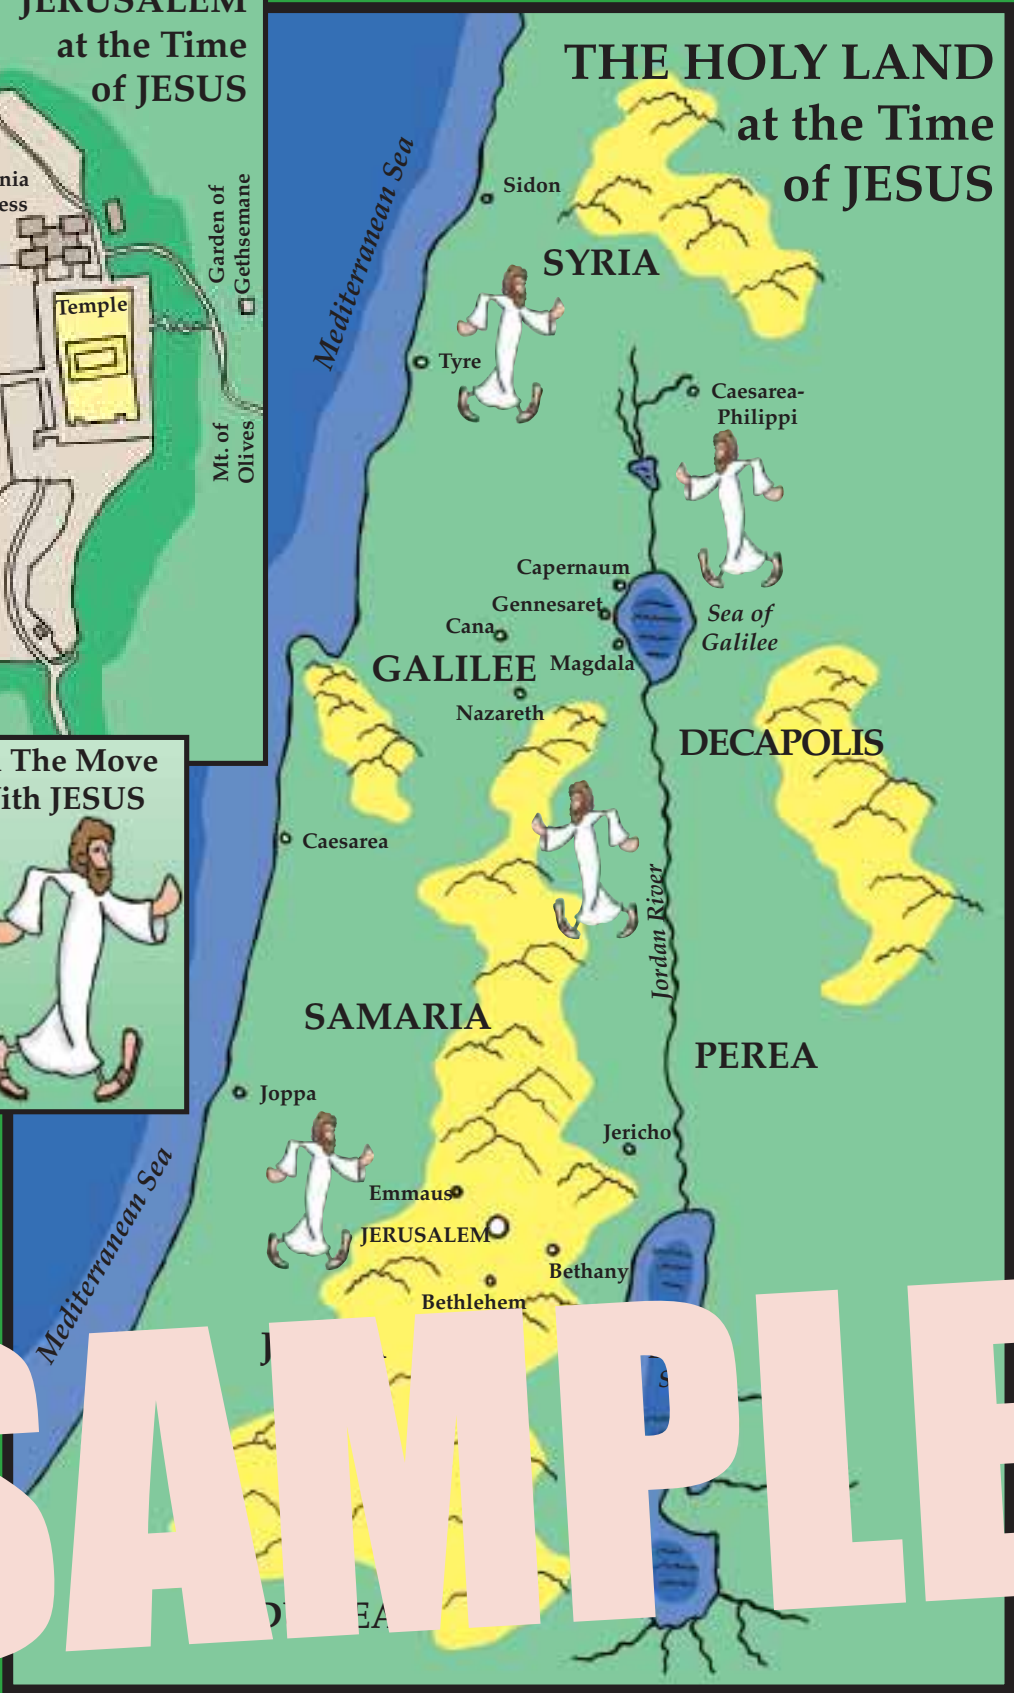 JERUSALEM
at the Time
of JESUS
Garden of
Gethsemane
Temple
Mt. of
Olives
The Move
JESUS
THE HOLY LAND
at the Time
of JESUS
Mediterranean Sea
Sidon
SYRIA
Tyre
Caesarea-
Philippi
Capernaum
Gennesaret
Cana
Sea of
Galilee
GALILEE
Magdala
Nazareth
DECAPOLIS
Caesarea
Jordan River
SAMARIA
PEREA
Joppa
Jericho
Mediterranean Sea
Emmaus
JERUSALEM
Bethany
Bethlehem
SAMPLE